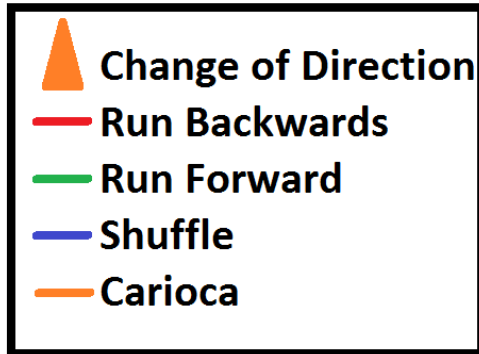 Change of Direction
Run Backwards
Run Forward
Shuffle
Carioca